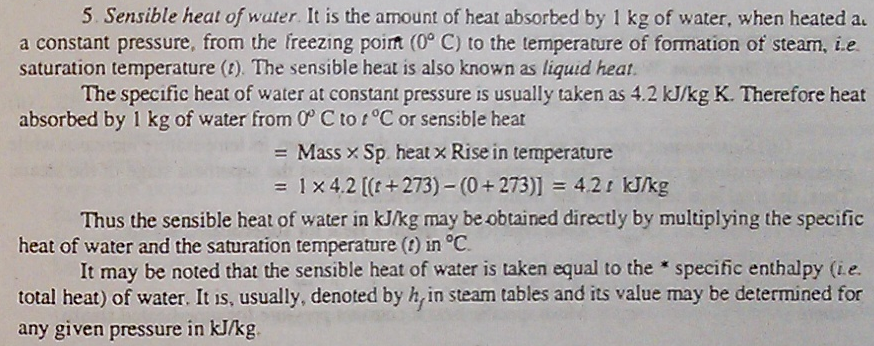 5. Sensible heat of water. It is the amount of heat absorbed by 1 kg of water, when heated at
a constant pressure, from the freezing point (0° C) to the temperature of formation of steam, i.e.
saturation temperature (t). The sensible heat is also known as liquid heat.
The specific heat of water at constant pressure is usually taken as 4.2 kJ/kg K. Therefore heat
absorbed by 1 kg of water from 0° C to t °C or sensible heat
= Mass × Sp. heat × Rise in temperature
= 1 × 4.2 [(t + 273) – (0 + 273)] = 4.2 t kJ/kg
Thus the sensible heat of water in kJ/kg may be obtained directly by multiplying the specific
heat of water and the saturation temperature (t) in °C.
It may be noted that the sensible heat of water is taken equal to the * specific enthalpy (i.e.
total heat) of water. It is, usually, denoted by h_f in steam tables and its value may be determined for
any given pressure in kJ/kg.